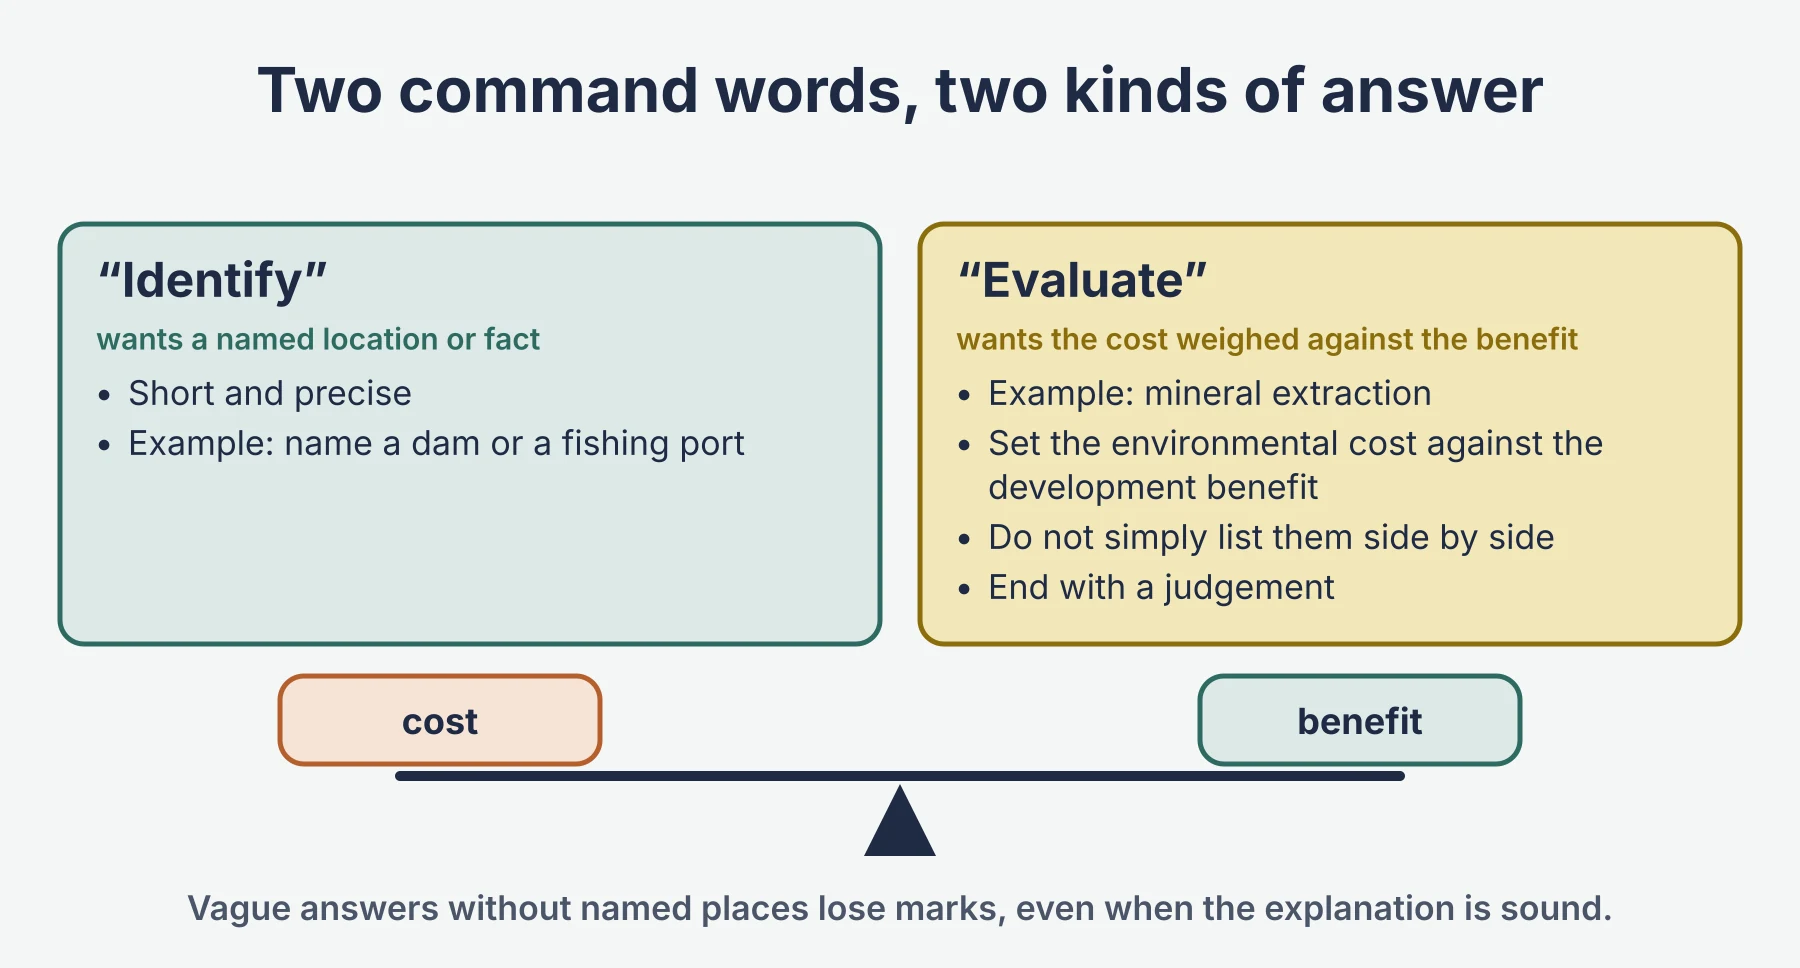 Two command words, two kinds of answer
“Identify”
wants a named location or fact
• Short and precise
• Example: name a dam or a fishing port
“Evaluate”
wants the cost weighed against the benefit
• Example: mineral extraction
• Set the environmental cost against the
development benefit
• Do not simply list them side by side
• End with a judgement
cost
benefit
Vague answers without named places lose marks, even when the explanation is sound.